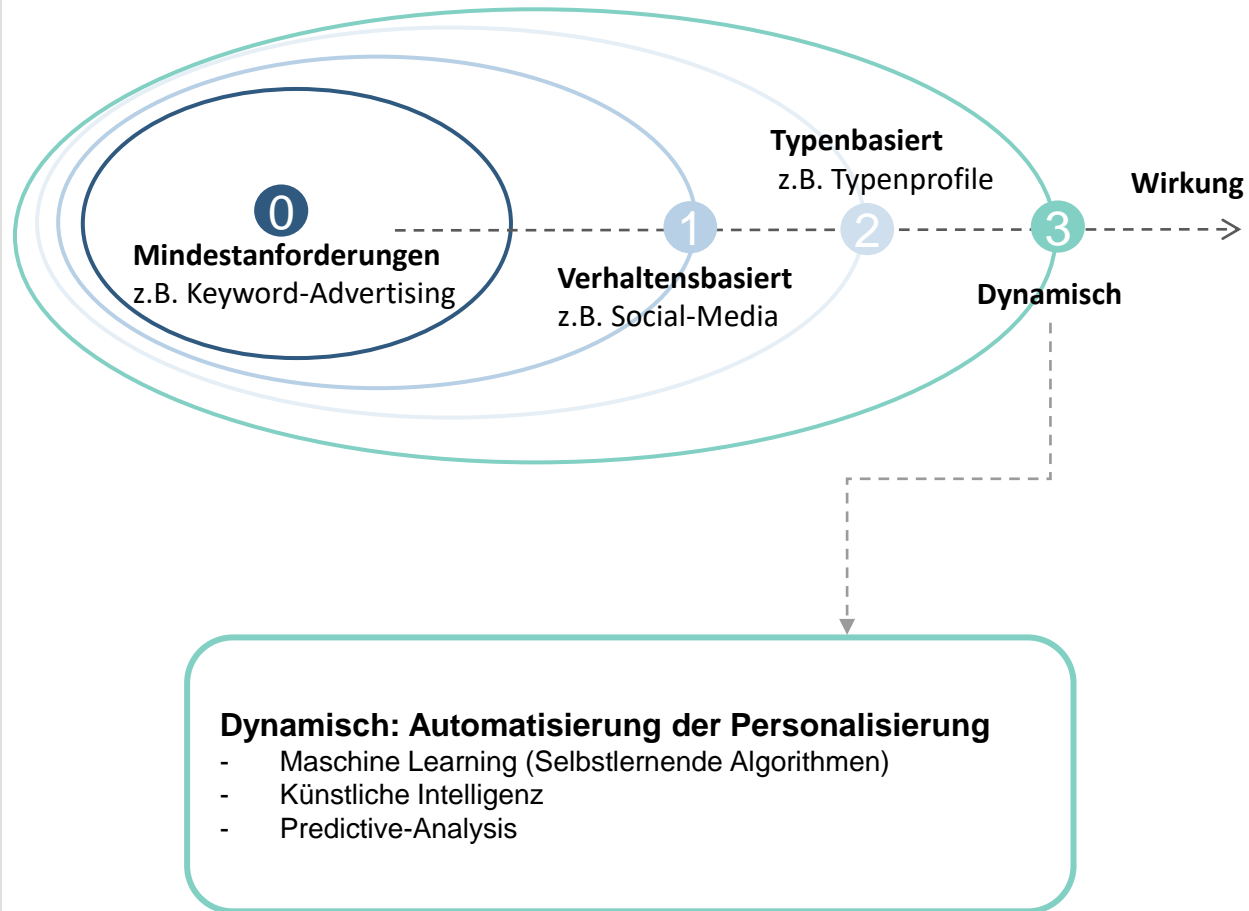 Typenbasiert
z.B. Typenprofile
Wirkung
0
1
2
3
Mindestanforderungen
z.B. Keyword-Advertising
Verhaltensbasiert
z.B. Social-Media
Dynamisch
Dynamisch: Automatisierung der Personalisierung
- Maschine Learning (Selbstlernende Algorithmen)
- Künstliche Intelligenz
- Predictive-Analysis